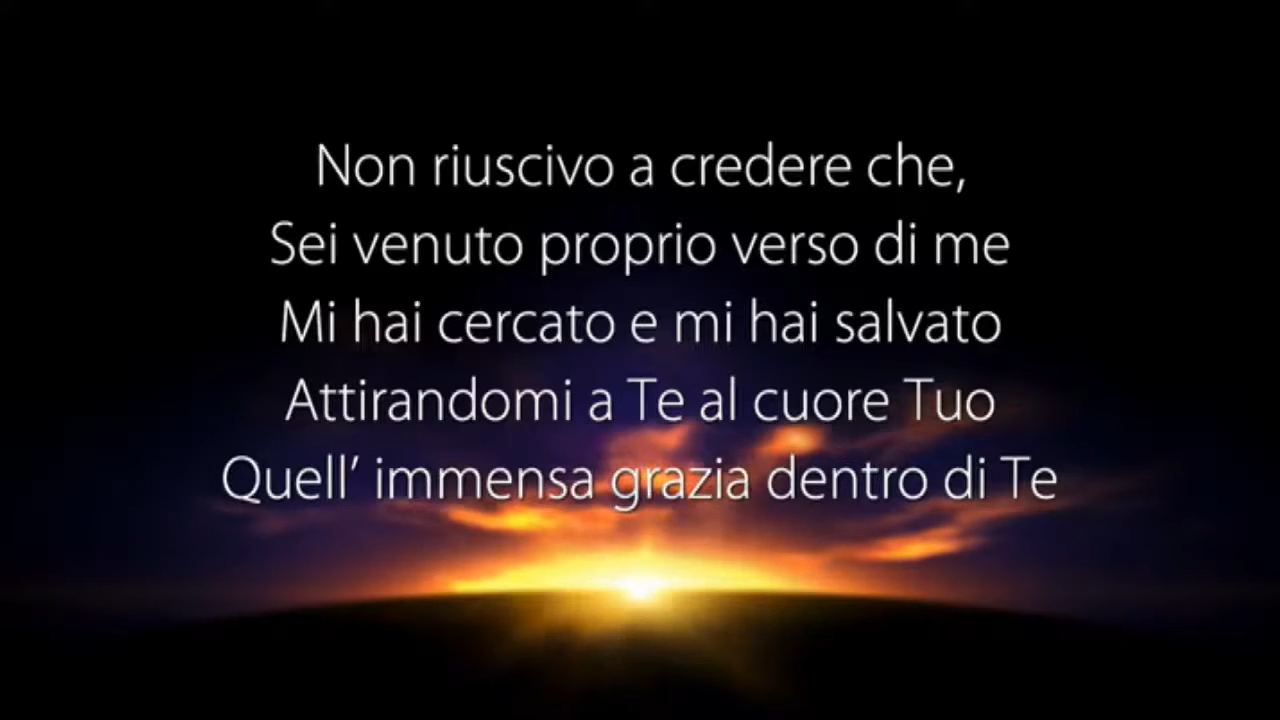 Non riuscivo a credere che,
Sei venuto proprio verso di me
Mi hai cercato e mi hai salvato
Attirandomi a Te al cuore Tuo
Quell’ immensa grazia dentro di Te